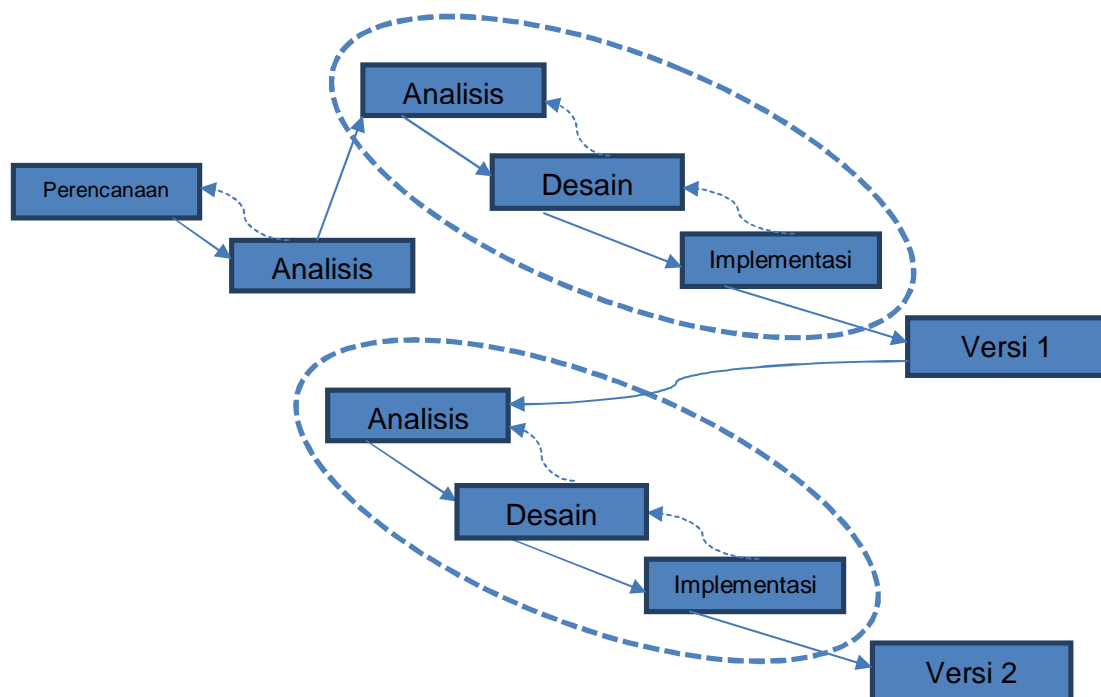 Analisis
Desain
Perencanaan
Analisis
Implementasi
Versi 1
Analisis
Desain
Implementasi
Versi 2